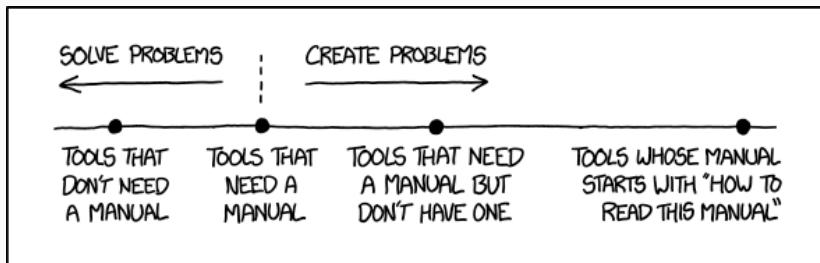 SOLVE PROBLEMS
CREATE PROBLEMS
TOOLS THAT
DON'T NEED
A MANUAL
TOOLS THAT
NEED A
MANUAL
TOOLS THAT NEED
A MANUAL BUT
DON'T HAVE ONE
TOOLS WHOSE MANUAL
STARTS WITH "HOW TO
READ THIS MANUAL"